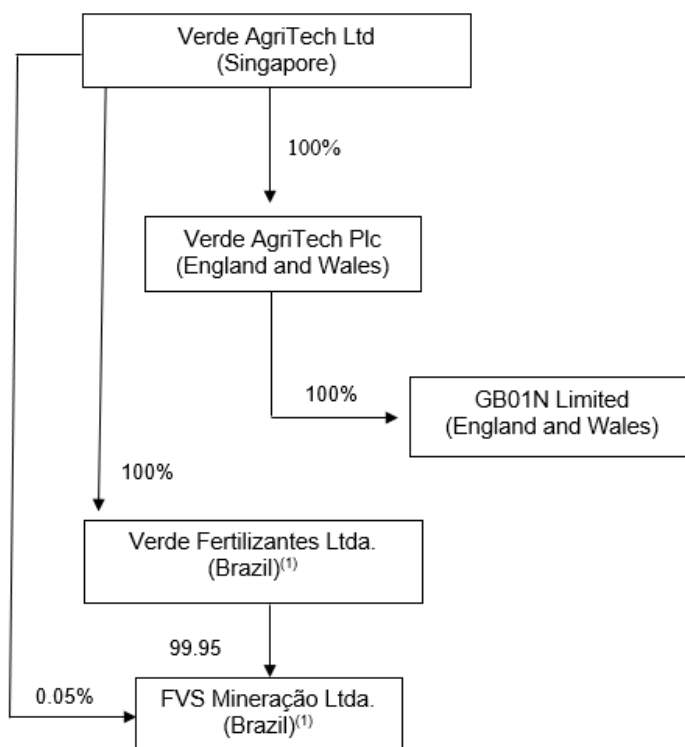 Verde AgriTech Ltd
(Singapore)
100%
Verde AgriTech Plc
(England and Wales)
100%
GB01N Limited
(England and Wales)
100%
Verde Fertilizantes Ltda.
(Brazil)(1)
99.95
0.05%
FVS Mineração Ltda.
(Brazil)(1)